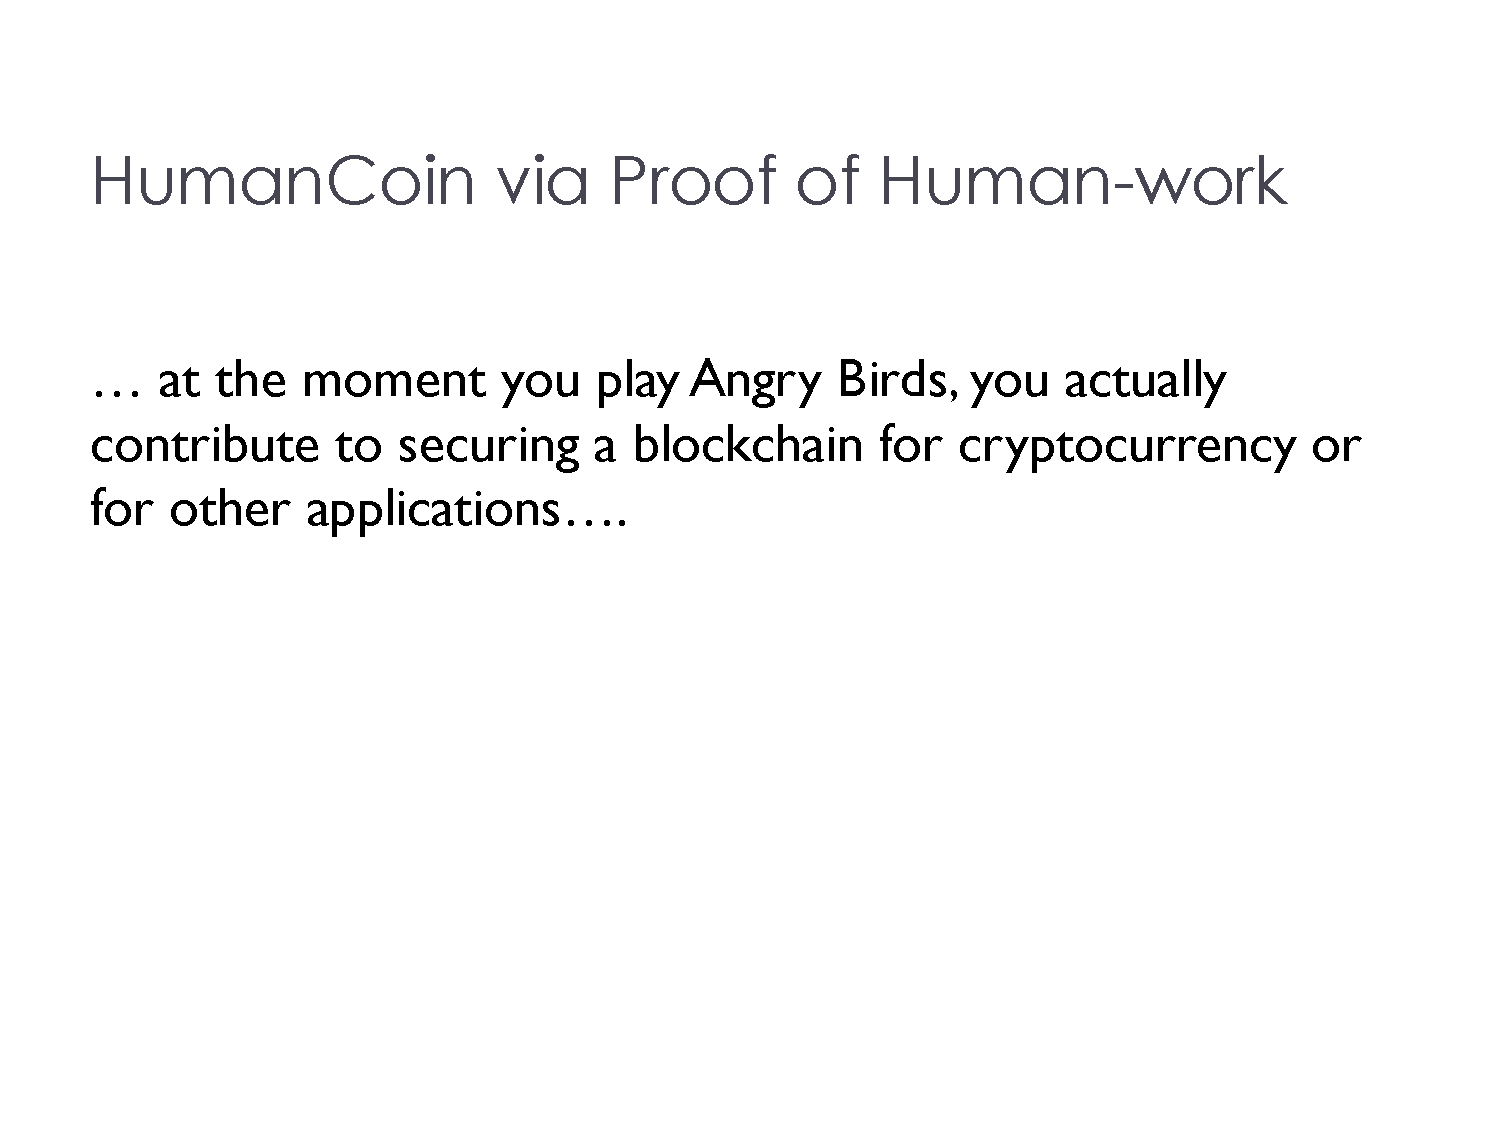 HumanCoin via Proof of Human-work
… at the moment you play Angry Birds, you actually
contribute to securing a blockchain for cryptocurrency or
for other applications….